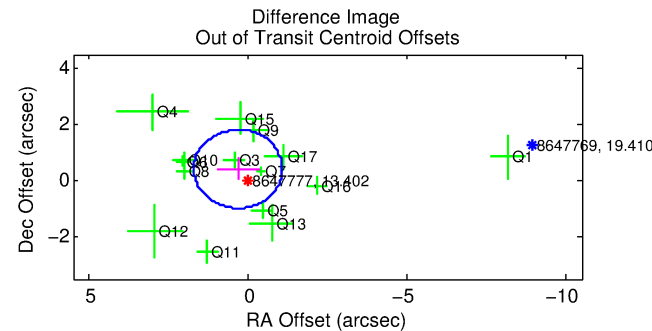 Difference Image
Out of Transit Centroid Offsets
Dec Offset (arcsec)
4
2
0
−2
Q4
Q15
Q9
Q17
Q10
Q6
Q3
Q8
Q7
8647777, 13.402
Q16
Q5
Q13
Q12
Q11
Q1
8647769, 19.410
5
0
−5
−10
RA Offset (arcsec)